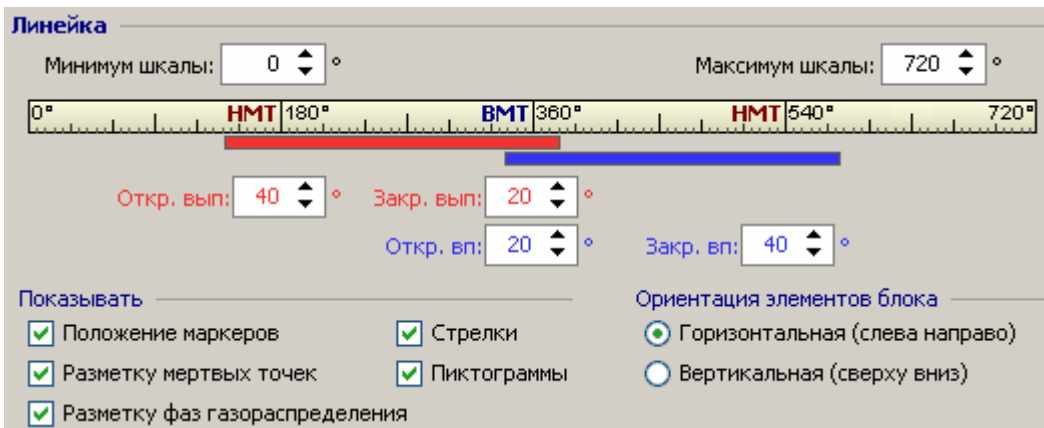 Линейка
Минимум шкалы: 0 ° Максимум шкалы: 720 °
0° НМТ 180° ВМТ 360° НМТ 540° 720°
Откр. вып: 40 ° Закр. вып: 20 °
Откр. вп: 20 ° Закр. вп: 40 °
Показывать Ориентация элементов блока
Положение маркеров Стрелки Горизонтальная (слева направо)
Разметку мертвых точек Пиктограммы Вертикальная (сверху вниз)
Разметку фаз газораспределения